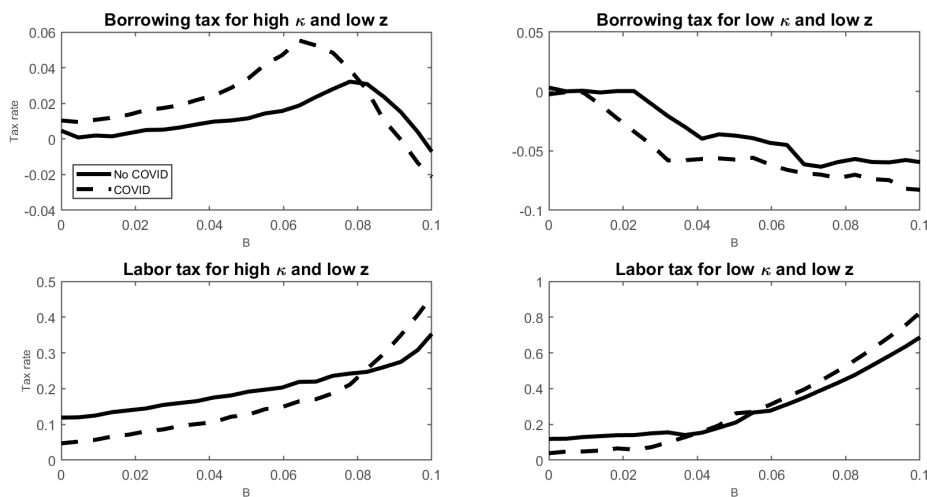 Borrowing tax for high κ and low z
0.06
0.04
0.02
0
-0.02
-0.04
Tax rate
No COVID
COVID
0 0.02 0.04 0.06 0.08 0.1
B
Borrowing tax for low κ and low z
0.05
0
-0.05
-0.1
0 0.02 0.04 0.06 0.08 0.1
B
Labor tax for high κ and low z
0.5
0.4
0.3
0.2
0.1
0
Tax rate
0 0.02 0.04 0.06 0.08 0.1
B
Labor tax for low κ and low z
1
0.8
0.6
0.4
0.2
0
0 0.02 0.04 0.06 0.08 0.1
B